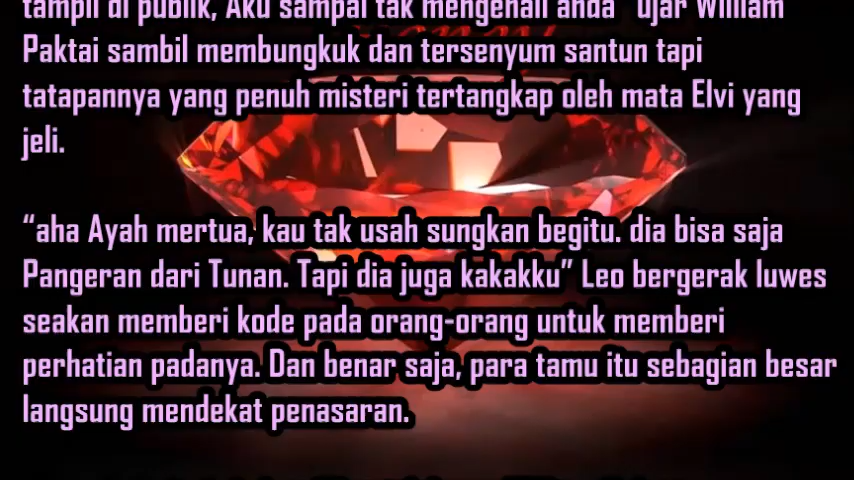 tampil di publik, Aku sampai tak mengenali anda" ujar William
Paktai sambil membungkuk dan tersenyum santun tapi
tatapannya yang penuh misteri tertangkap oleh mata Elvi yang
jeli.
“aha Ayah mertua, kau tak usah sungkan begitu. dia bisa saja
Pangeran dari Tunan. Tapi dia juga kakakku” Leo bergerak luwes
seakan memberi kode pada orang-orang untuk memberi
perhatian padanya. Dan benar saja, para tamu itu sebagian besar
langsung mendekat penasaran.